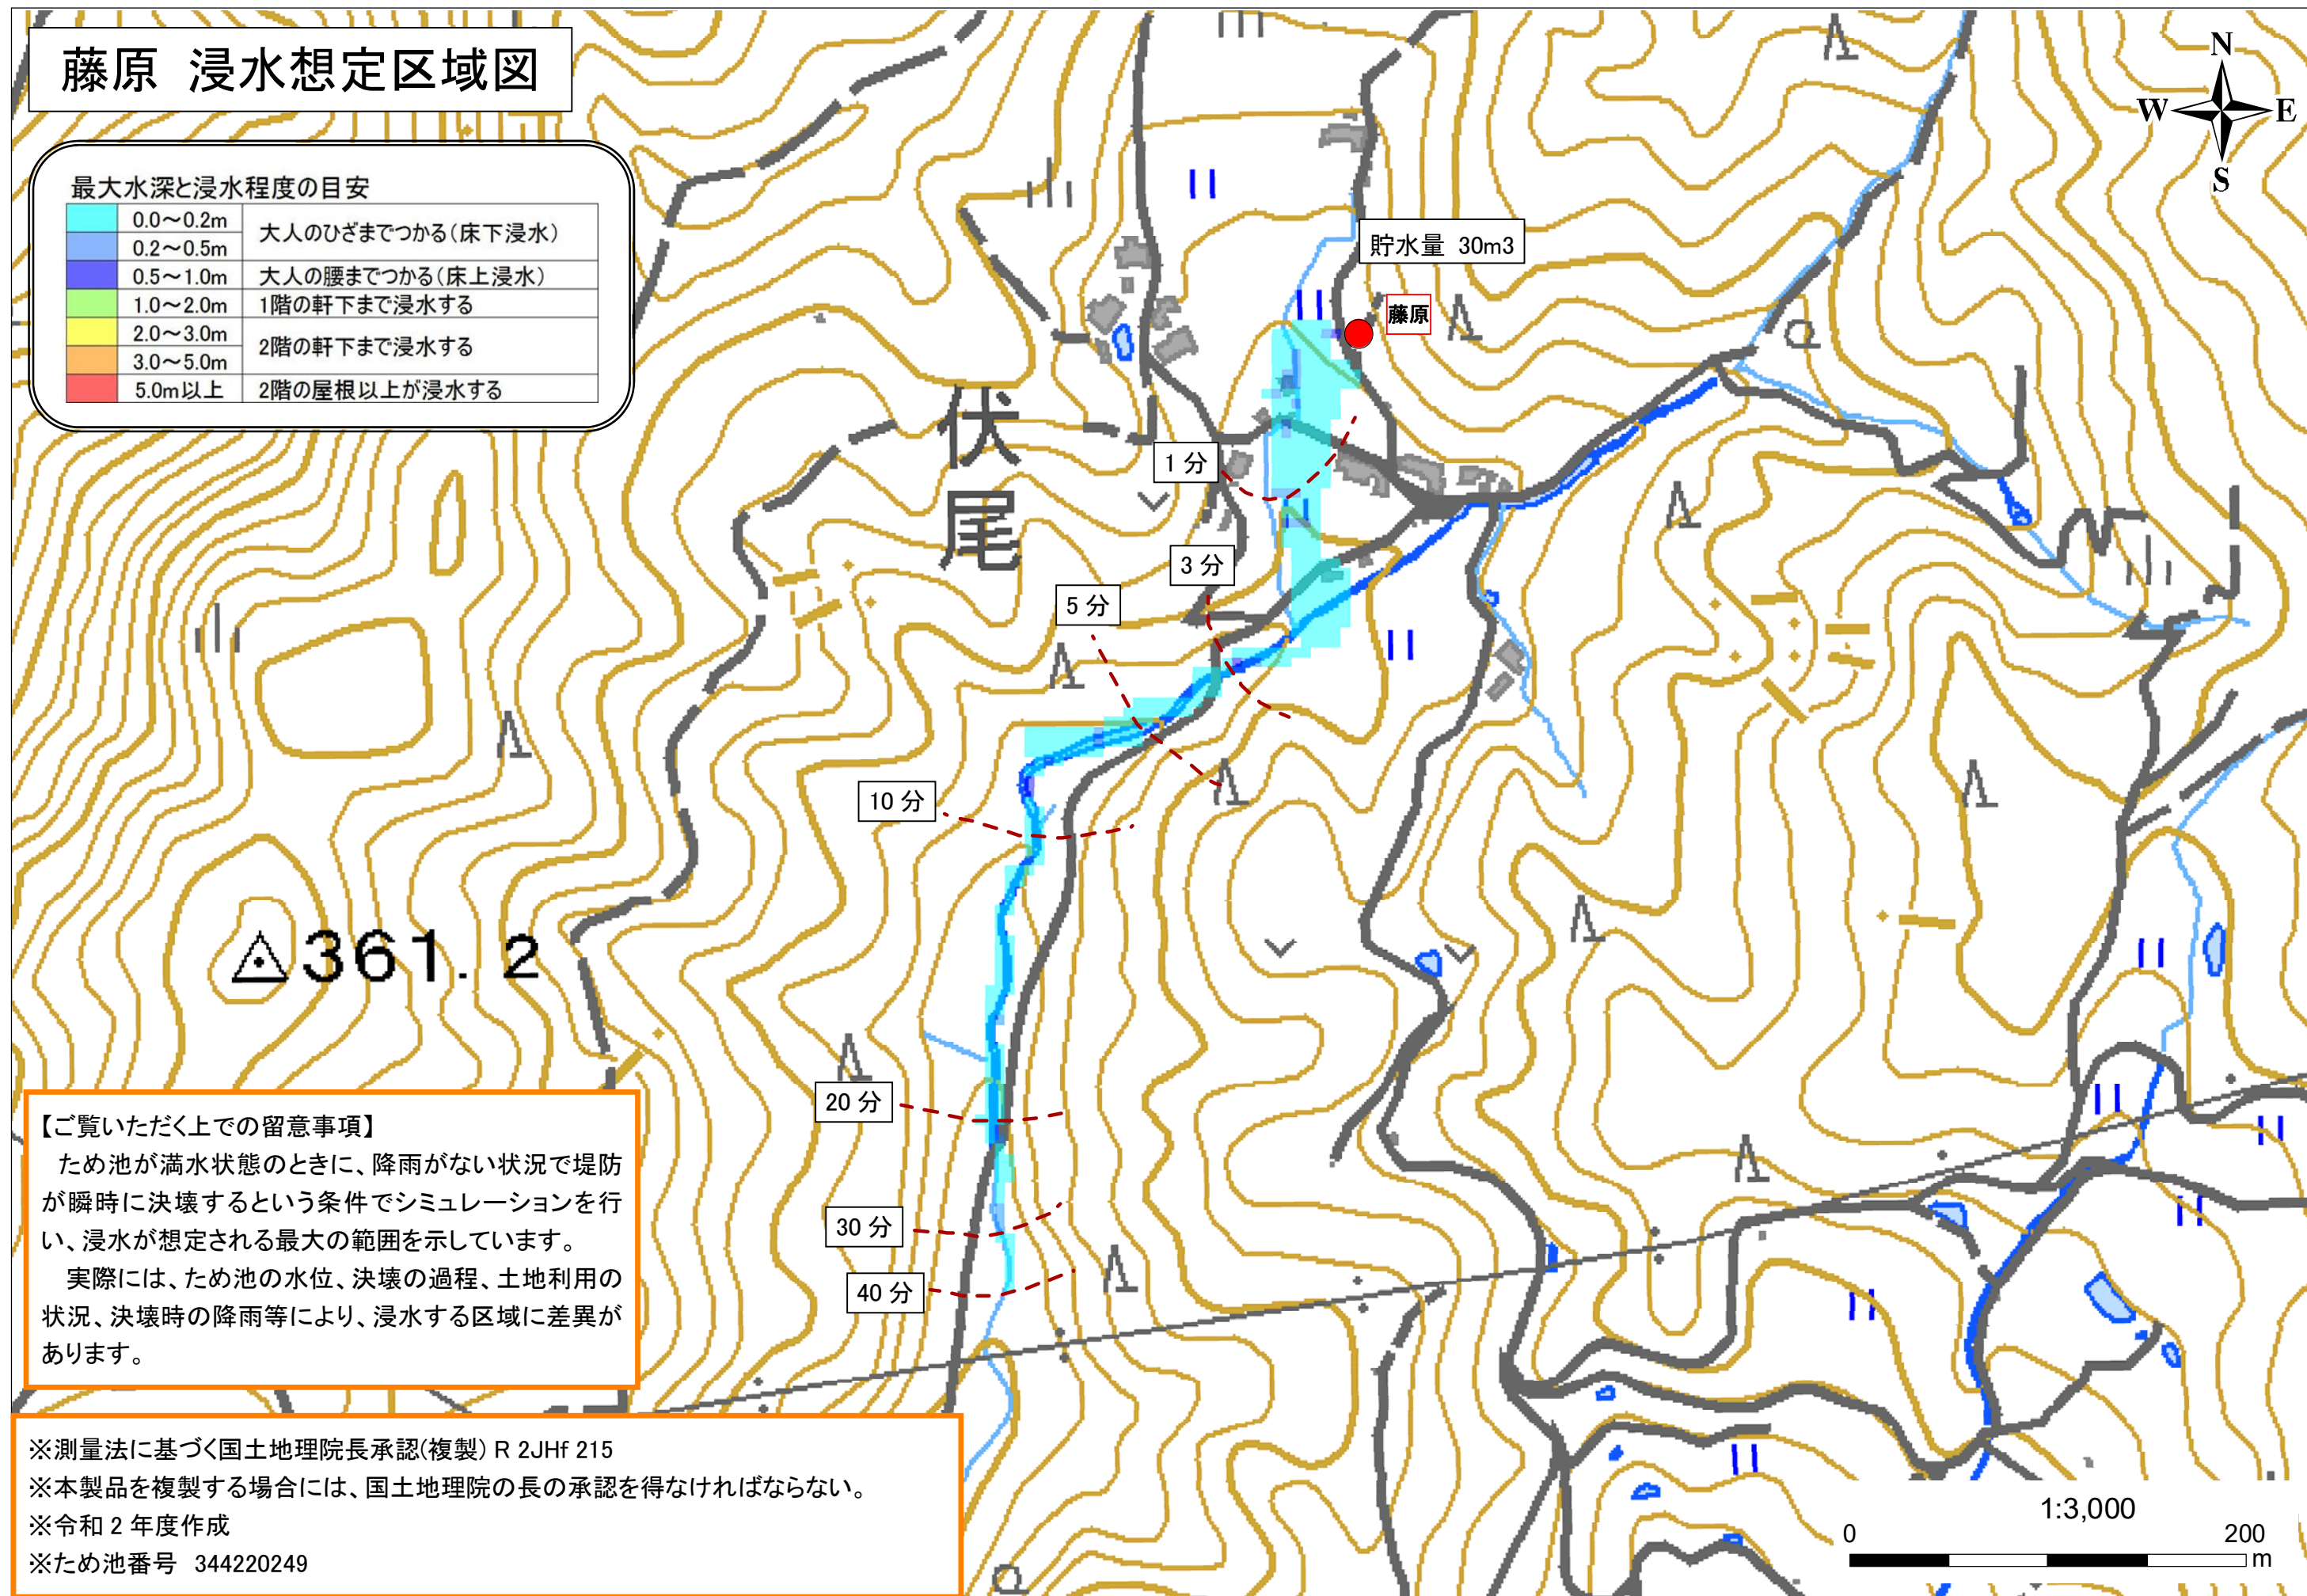 藤原 浸水想定区域図
N
W
E
S
最大水深と浸水程度の目安
0.0～0.2m
大人のひざまでつかる(床下浸水)
0.2～0.5m
0.5～1.0m 大人の腰までつかる(床上浸水)
1.0～2.0m 1階の軒下まで浸水する
2.0～3.0m
2階の軒下まで浸水する
3.0～5.0m
5.0m以上 2階の屋根以上が浸水する
貯水量 30m3
藤原
伏尾
1 分
3 分
5 分
10 分
20 分
30 分
40 分
361.2
【ご覧いただく上での留意事項】
ため池が満水状態のときに、降雨がない状況で堤防
が瞬時に決壊するという条件でシミュレーションを行
い、浸水が想定される最大の範囲を示しています。
実際には、ため池の水位、決壊の過程、土地利用の
状況、決壊時の降雨等により、浸水する区域に差異が
あります。
※測量法に基づく国土地理院長承認(複製) R 2JHf 215
※本製品を複製する場合には、国土地理院の長の承認を得なければならない。
※令和 2 年度作成
※ため池番号 344220249
1:3,000
0 200
m